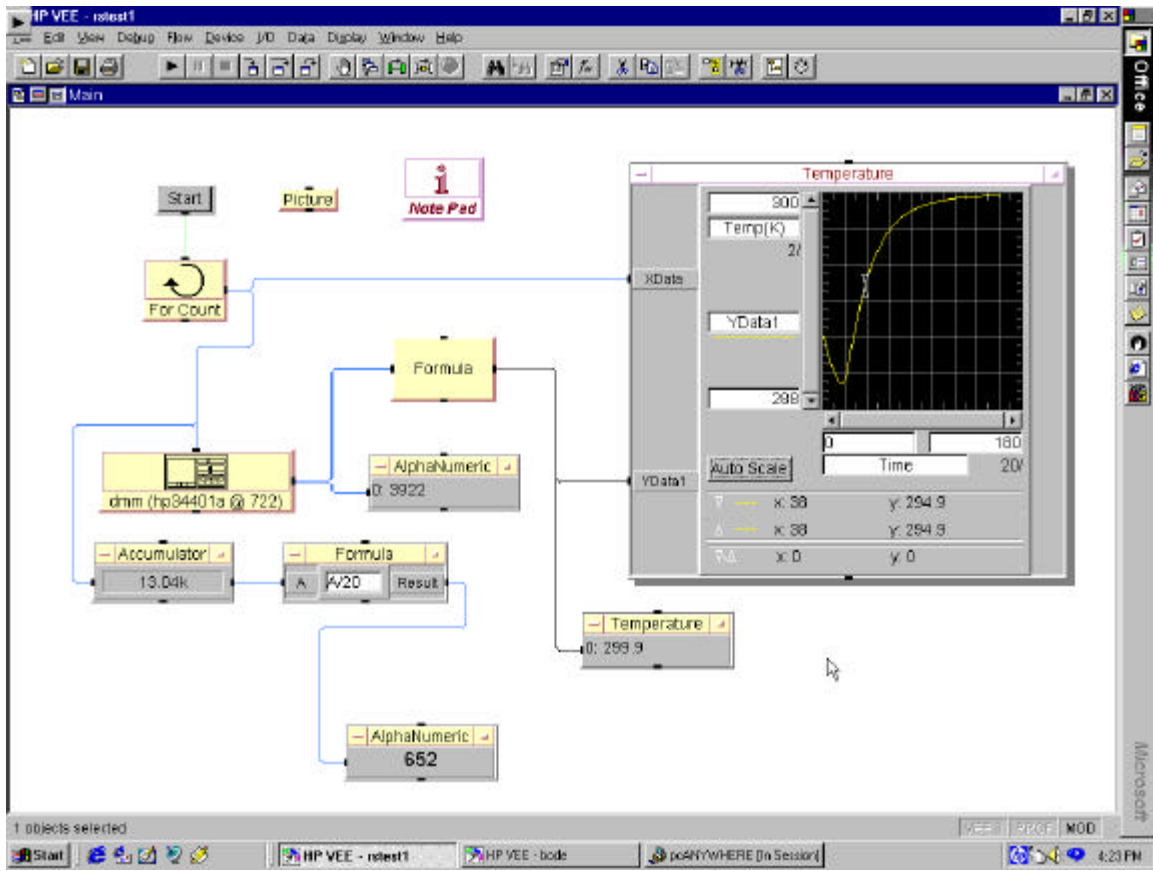 HP VEE - rstest1
Edit View Debug Flow Device I/O Data Display Window Help
Main
Office
Start
Picture
i
Note Pad
For Count
Formula
dmm (hp34401a @ 722)
AlphaNumeric
0: 3922
Accumulator
13.04k
Formula
A
A/20
Result
AlphaNumeric
652
Temperature
0: 299.9
Temperature
XData
YData1
300
Temp(K)
2/
YData1
298
0
180
Time
20/
Auto Scale
x: 38 y: 294.9
x: 38 y: 294.9
x: 0 y: 0
Microsoft
1 objects selected
PROF MOD
Start
HP VEE - rstest1
HP VEE - bode
pcANYWHERE [In Session]
4:23 PM